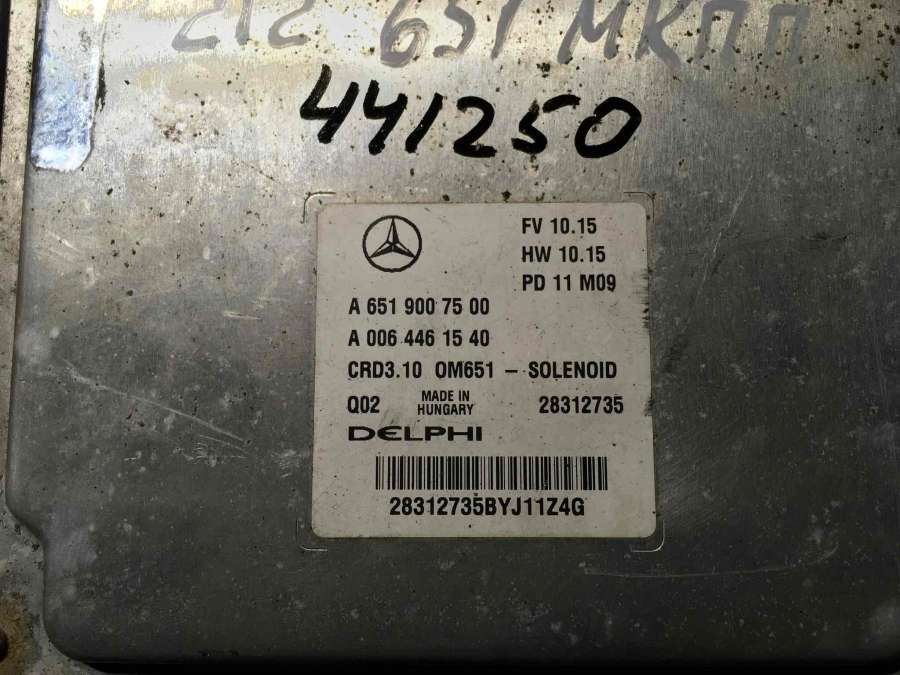 212 651 МКПП
441250
FV 10.15
HW 10.15
PD 11 M09
A 651 900 75 00
A 006 446 15 40
CRD3.10 OM651 – SOLENOID
Q02 MADE IN HUNGARY 28312735
DELPHI
28312735BYJ11Z4G